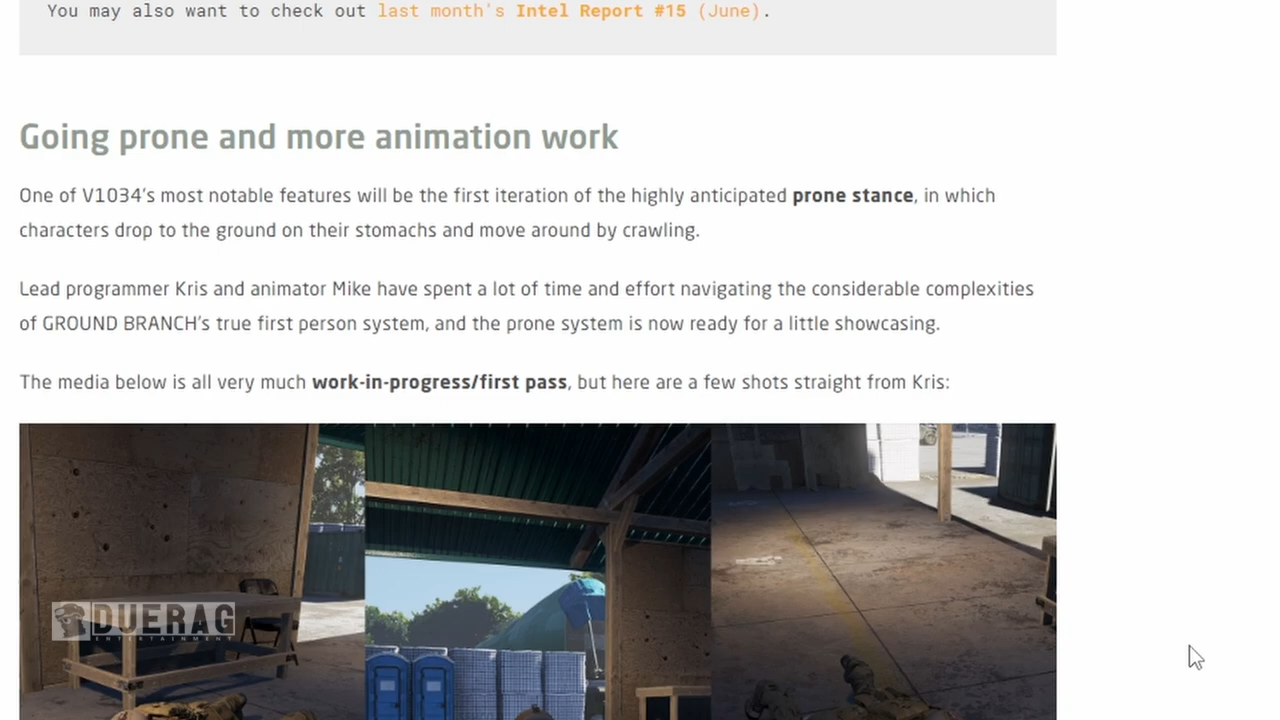 You may also want to check out last month's Intel Report #15 (June).
Going prone and more animation work
One of V1034's most notable features will be the first iteration of the highly anticipated prone stance, in which
characters drop to the ground on their stomachs and move around by crawling.
Lead programmer Kris and animator Mike have spent a lot of time and effort navigating the considerable complexities
of GROUND BRANCH's true first person system, and the prone system is now ready for a little showcasing.
The media below is all very much work-in-progress/first pass, but here are a few shots straight from Kris:
DUERAG
ENTERTAINMENT